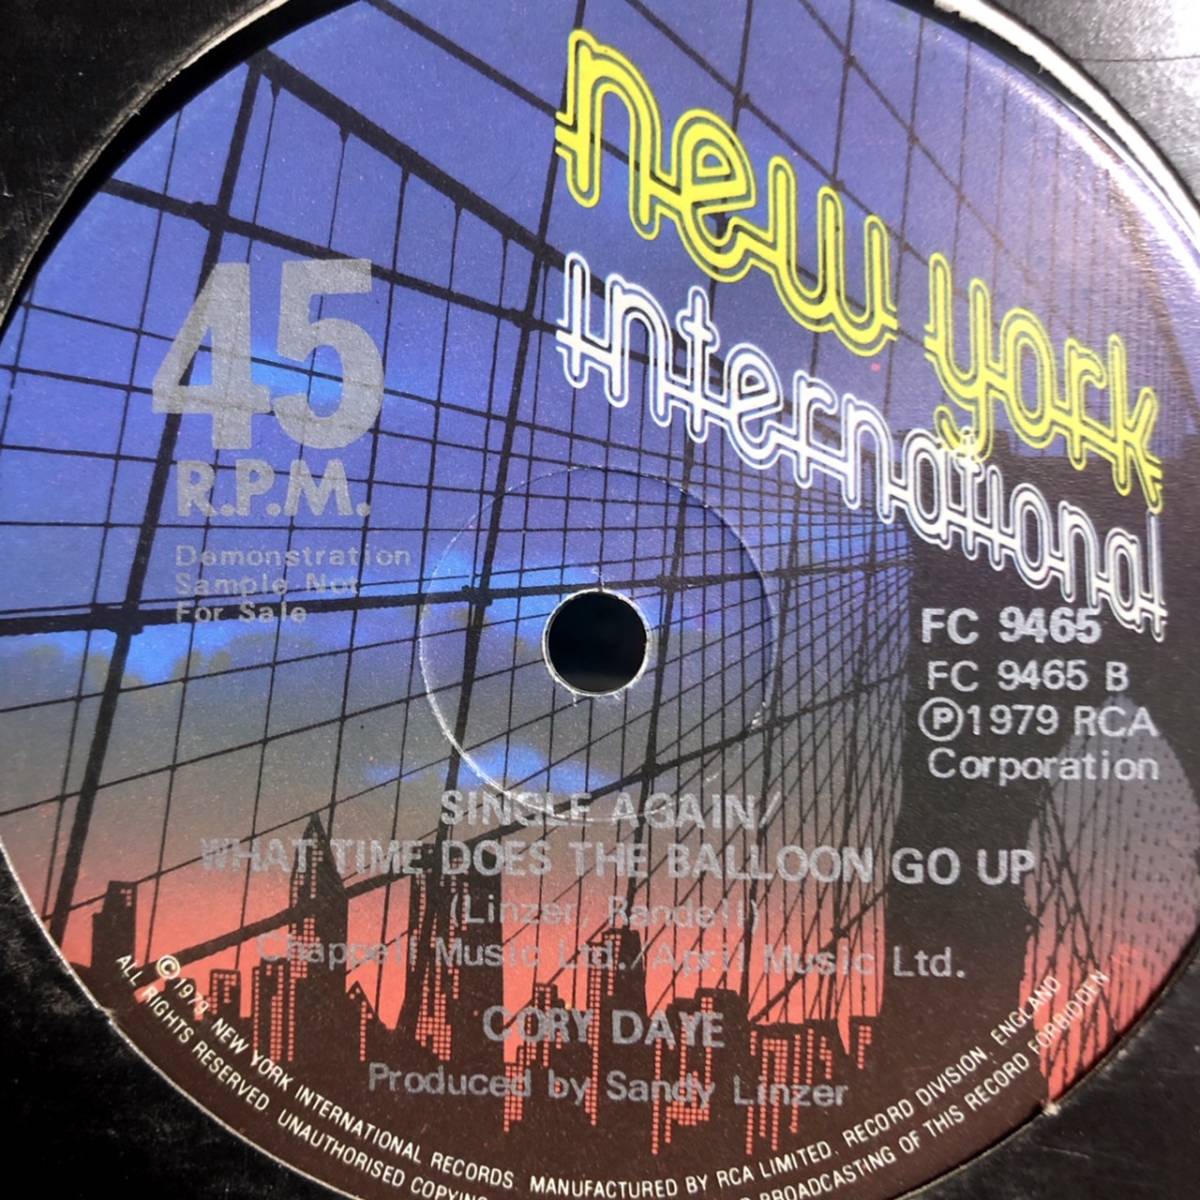 new york
international
45
R.P.M.
Demonstration
Sample Not
For Sale
FC 9465
FC 9465 B
Ⓟ1979 RCA
Corporation
SINGLE AGAIN/
WHAT TIME DOES THE BALLOON GO UP
(Linzer, Randell)
Chappell Music Ltd./April Music Ltd.
CORY DAYE
Produced by Sandy Linzer
©1979 NEW YORK INTERNATIONAL RECORDS. MANUFACTURED BY RCA LIMITED. RECORD DIVISION. ENGLAND
ALL RIGHTS RESERVED. UNAUTHORISED BROADCASTING OF THIS RECORD FORBIDDEN